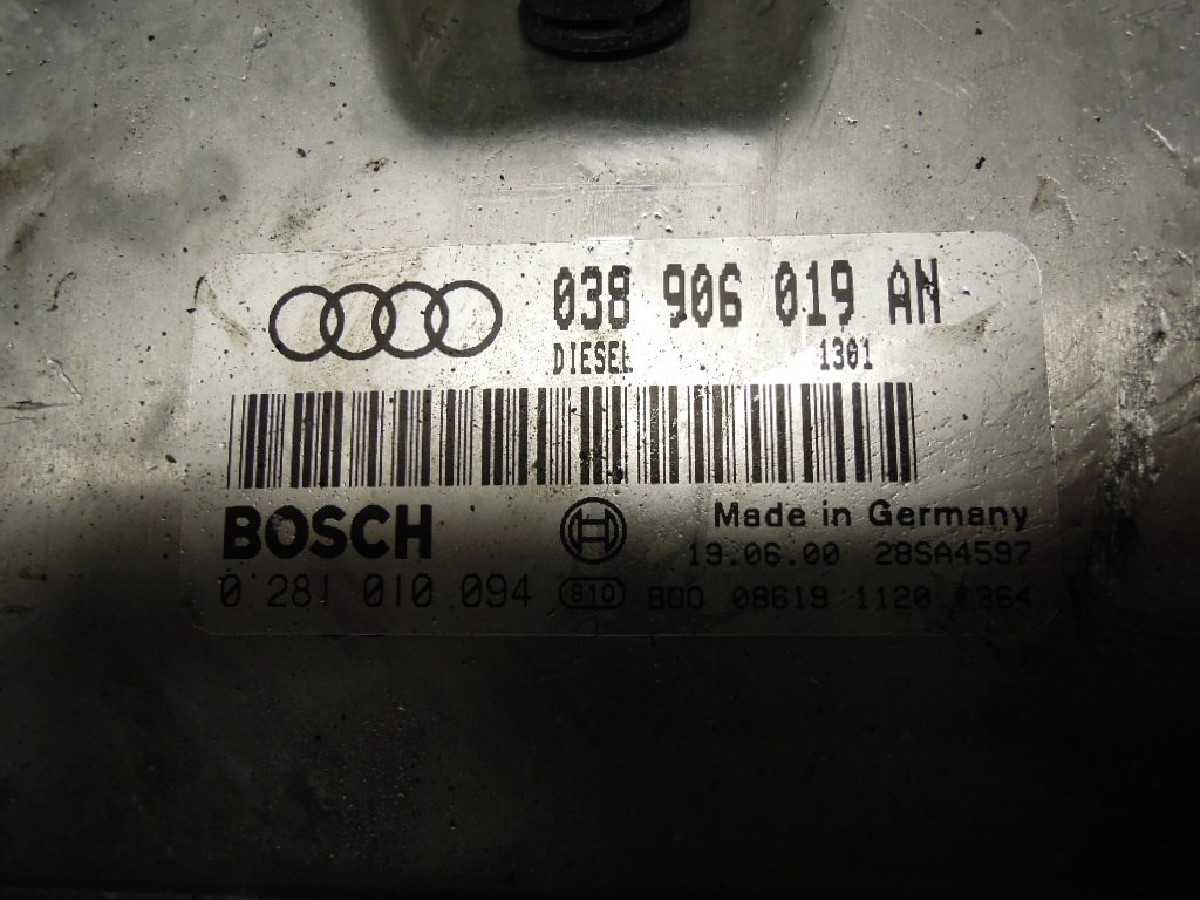 038 906 019 AN
DIESEL 1301
BOSCH Made in Germany
19.06.00 28SA4597
0 281 010 094 810 B00 08619 1120 0364